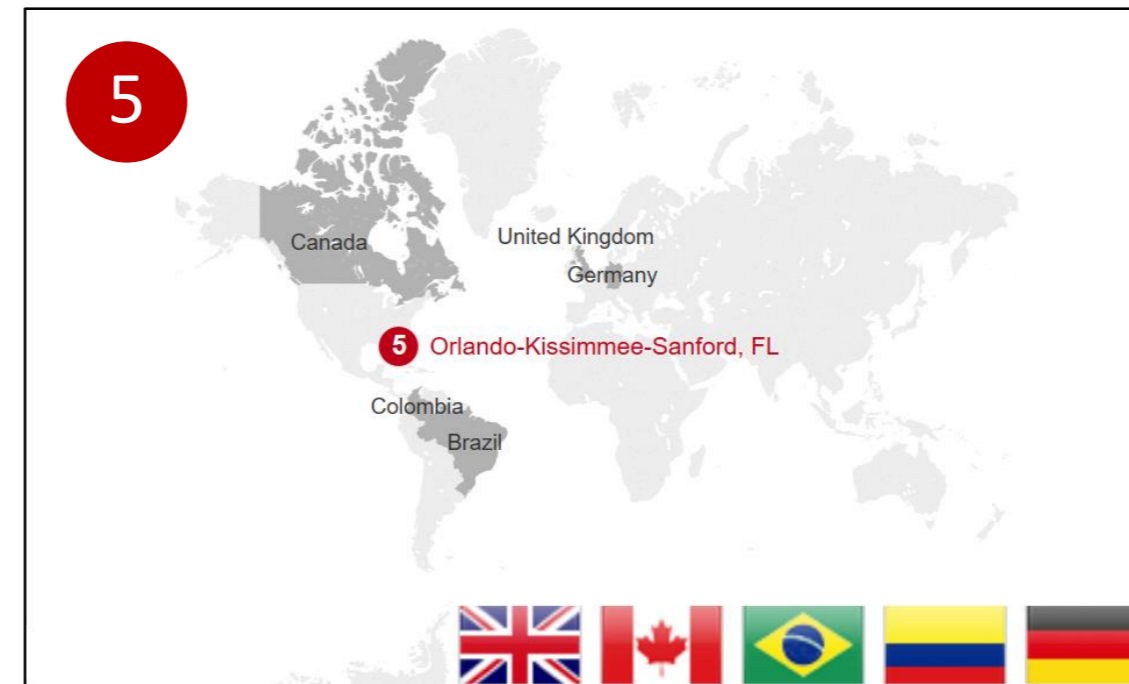 5
Canada
United Kingdom
Germany
5 Orlando-Kissimmee-Sanford, FL
Colombia
Brazil